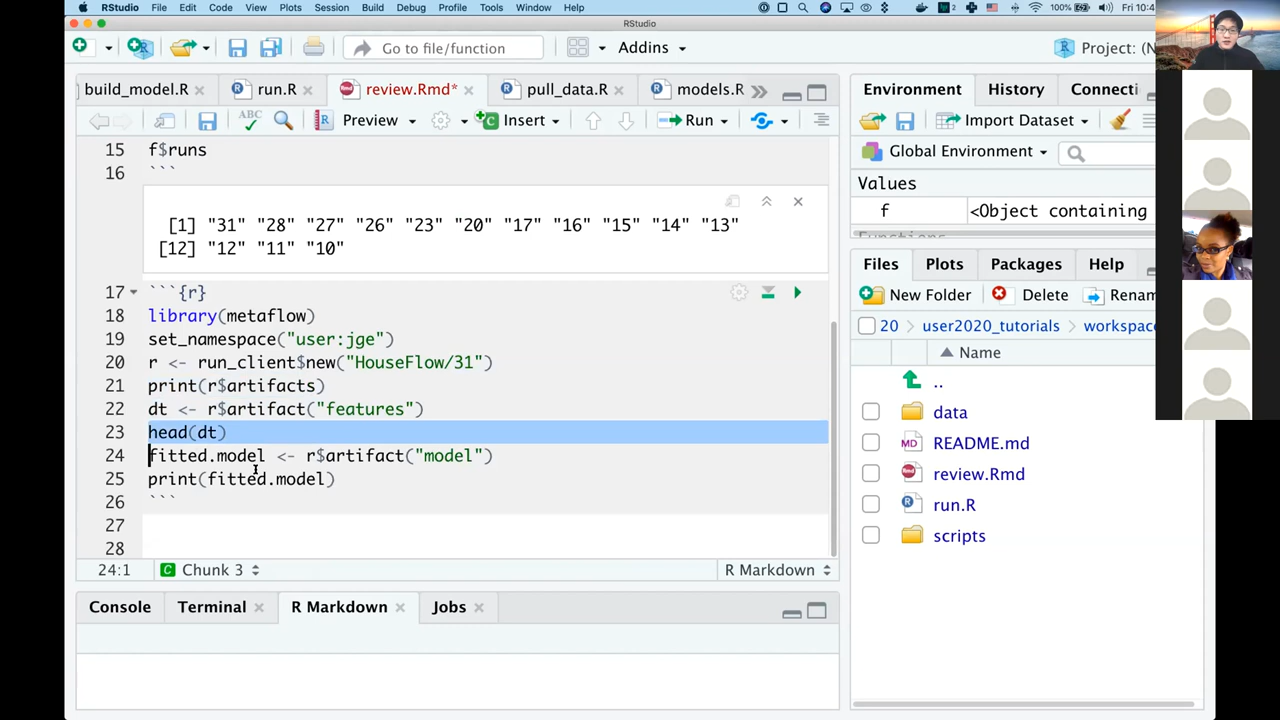 RStudio File Edit Code View Plots Session Build Debug Profile Tools Window Help 2 100% Fri 10:4
RStudio
Go to file/function Addins Project: (N
build_model.R run.R review.Rmd* pull_data.R models.R
ABC Preview Insert Run
15 f$runs
16 ```
[1] "31" "28" "27" "26" "23" "20" "17" "16" "15" "14" "13"
[12] "12" "11" "10"
17 ```{r}
18 library(metaflow)
19 set_namespace("user:jge")
20 r <- run_client$new("HouseFlow/31")
21 print(r$artifacts)
22 dt <- r$artifact("features")
23 head(dt)
24 fitted.model <- r$artifact("model")
25 print(fitted.model)
26 ```
27
28
24:1 Chunk 3 R Markdown
Console Terminal R Markdown Jobs
Environment History Connecti
Import Dataset
Global Environment
Values
f <Object containing
Functions
Files Plots Packages Help
New Folder Delete Renam
20 user2020_tutorials workspac
Name
..
data
MD README.md
review.Rmd
run.R
scripts